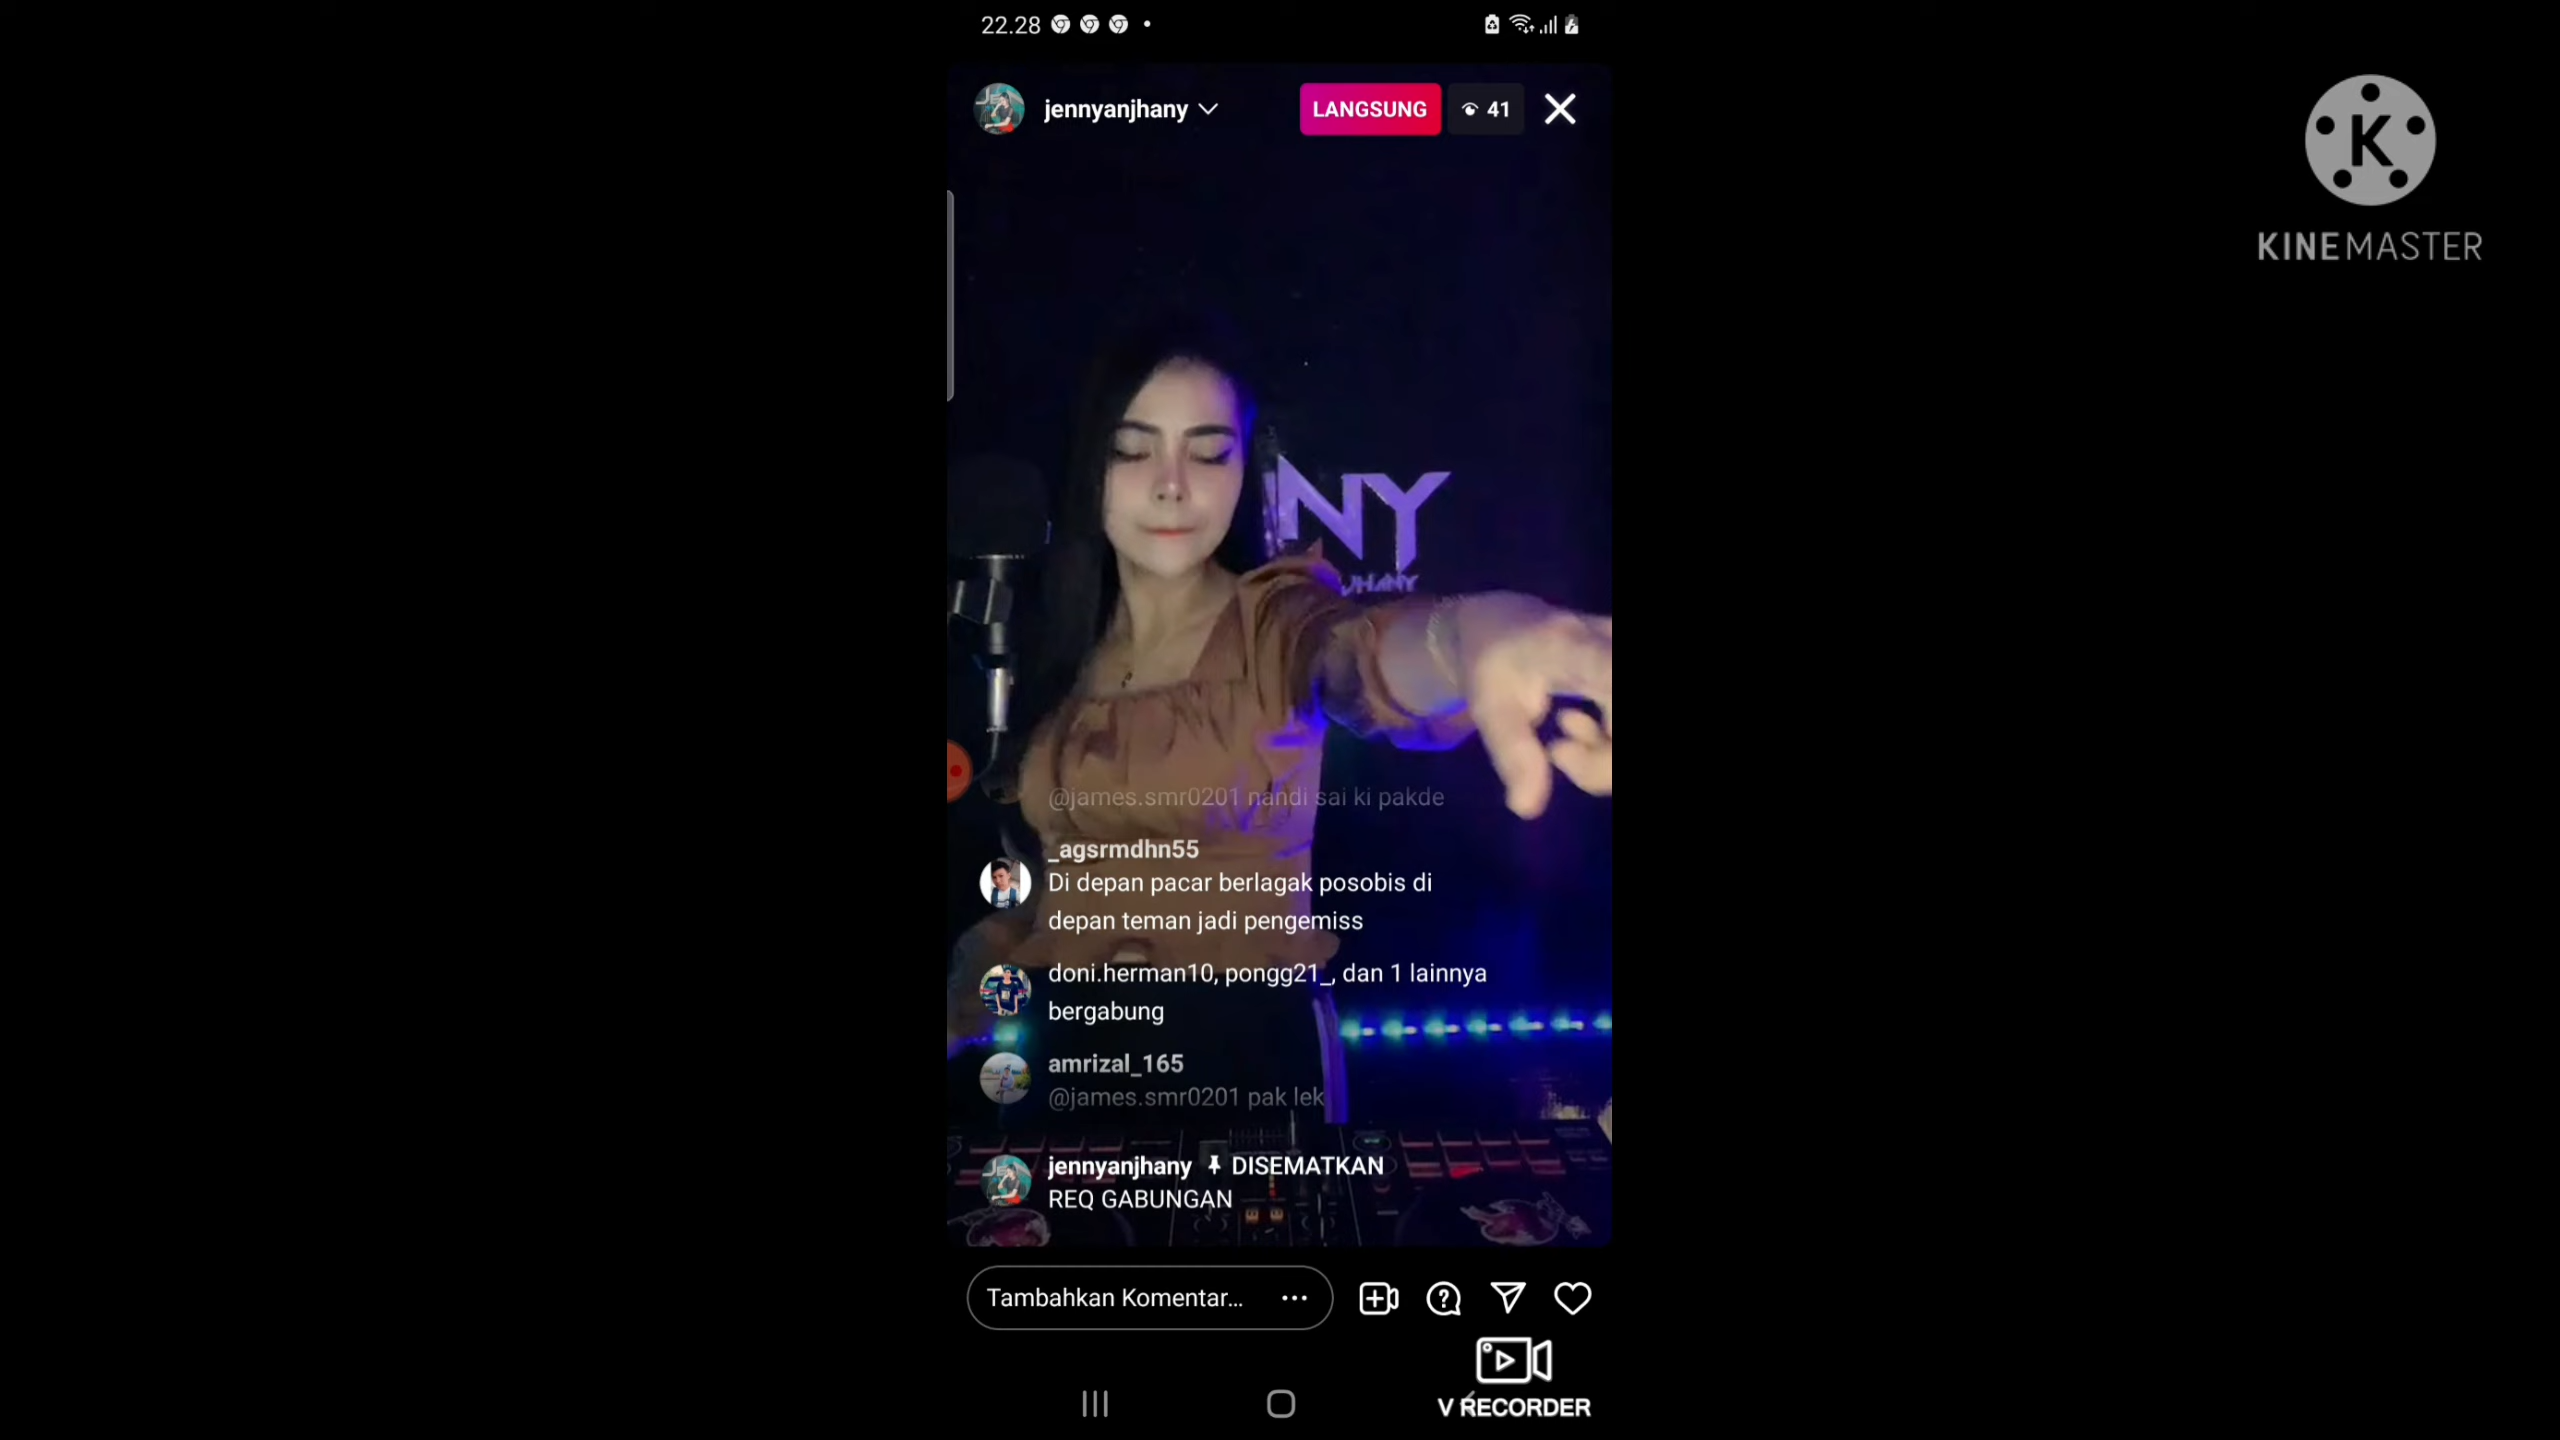 22.28
jennyanjhany
LANGSUNG
41
KINEMASTER
NY
JHANY
@james.smr0201 nandi sai ki pakde
_agsrmdhn55
Di depan pacar berlagak posobis di
depan teman jadi pengemiss
doni.herman10, pongg21_, dan 1 lainnya
bergabung
amrizal_165
@james.smr0201 pak lek
jennyanjhany DISEMATKAN
REQ GABUNGAN
Tambahkan Komentar...
V RECORDER